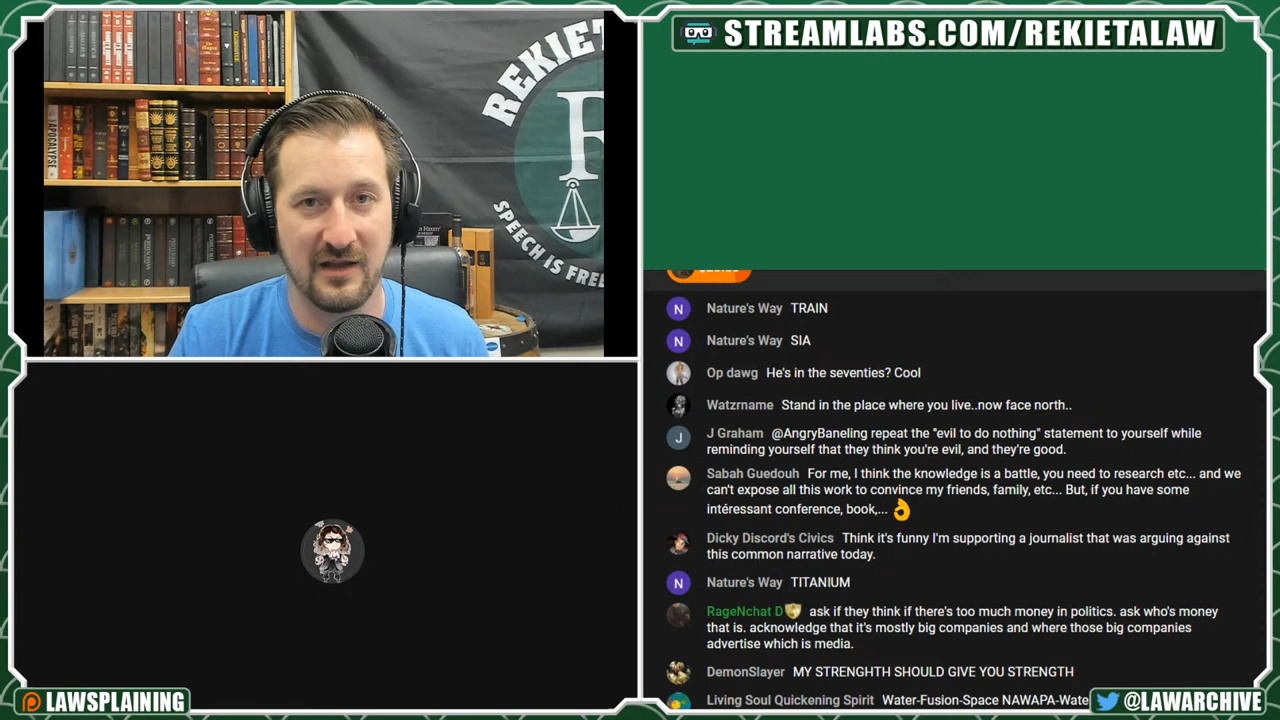 STREAMLABS.COM/REKIETALAW
APOCALYPSE
REKIET
R
SPEECH IS FREE
Nature's Way TRAIN
Nature's Way SIA
Op dawg He's in the seventies? Cool
Watzrname Stand in the place where you live..now face north..
J Graham @AngryBaneling repeat the "evil to do nothing" statement to yourself while
reminding yourself that they think you're evil, and they're good.
Sabah Guedouh For me, I think the knowledge is a battle, you need to research etc... and we
can't expose all this work to convince my friends, family, etc... But, if you have some
intéressant conference, book,... 👌
Dicky Discord's Civics Think it's funny I'm supporting a journalist that was arguing against
this common narrative today.
Nature's Way TITANIUM
RageNchat D ask if they think if there's too much money in politics. ask who's money
that is. acknowledge that it's mostly big companies and where those big companies
advertise which is media.
DemonSlayer MY STRENGHTH SHOULD GIVE YOU STRENGTH
Living Soul Quickening Spirit Water-Fusion-Space NAWAPA-Wate
LAWSPLAINING
@LAWARCHIVE